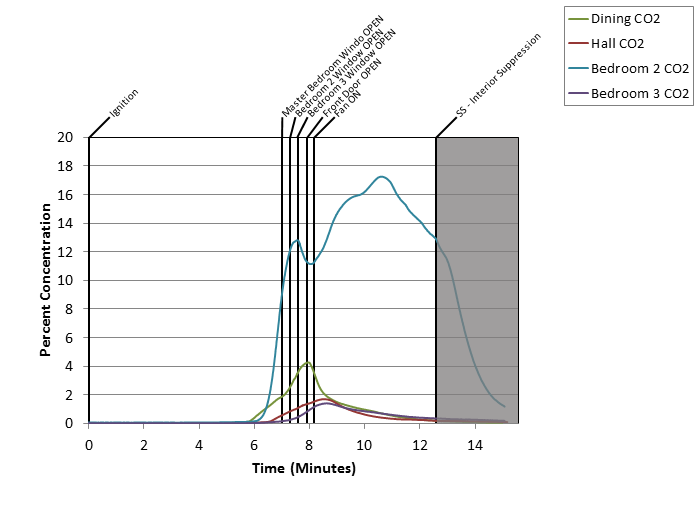 Dining CO2
Hall CO2
Bedroom 2 CO2
Bedroom 3 CO2
Ignition
Master Bedroom Windo OPEN
Bedroom 2 Window OPEN
Bedroom 3 Window OPEN
Front Door OPEN
Fan ON
SS - Interior Suppression
Percent Concentration
20
18
16
14
12
10
8
6
4
2
0
0 2 4 6 8 10 12 14
Time (Minutes)